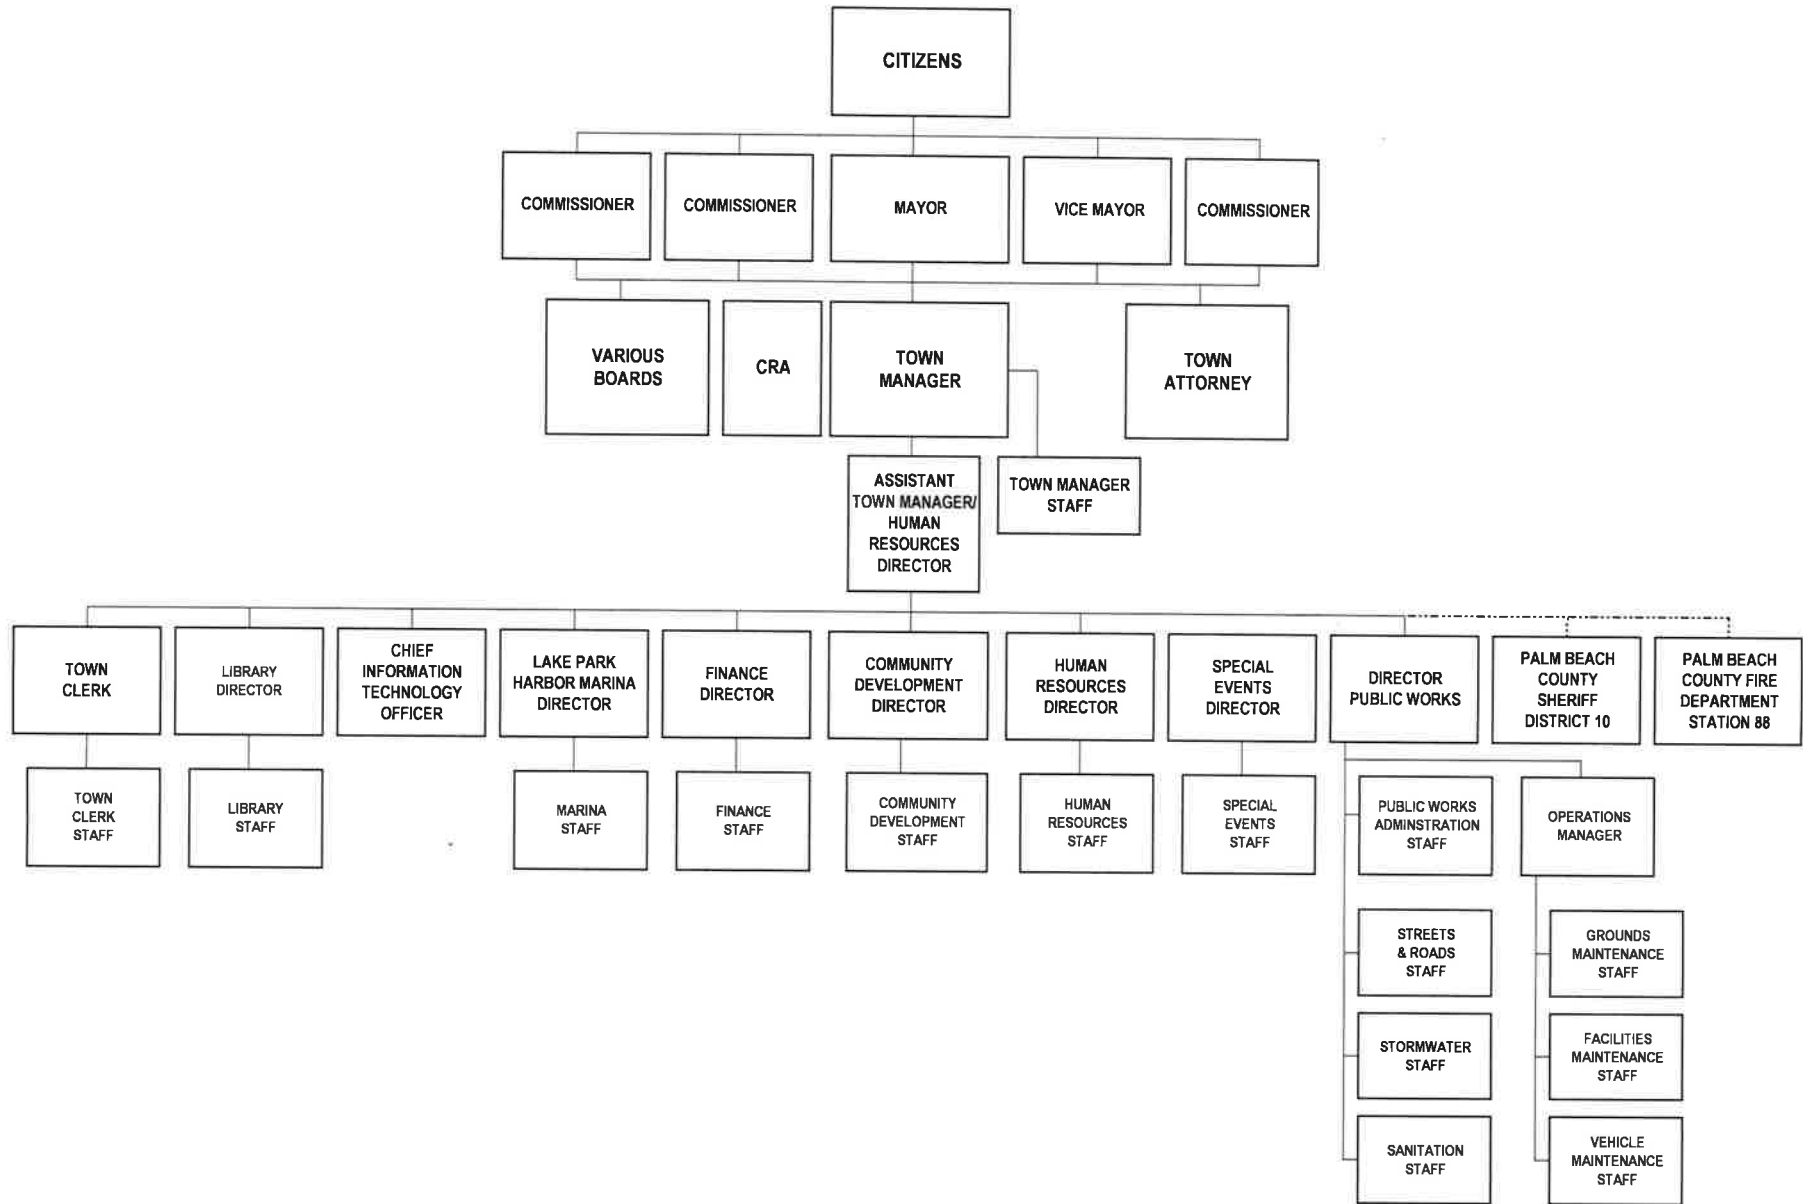 CITIZENS
COMMISSIONER
COMMISSIONER
MAYOR
VICE MAYOR
COMMISSIONER
VARIOUS
BOARDS
CRA
TOWN
MANAGER
TOWN
ATTORNEY
ASSISTANT
TOWN MANAGER/
HUMAN
RESOURCES
DIRECTOR
TOWN MANAGER
STAFF
TOWN
CLERK
LIBRARY
DIRECTOR
CHIEF
INFORMATION
TECHNOLOGY
OFFICER
LAKE PARK
HARBOR MARINA
DIRECTOR
FINANCE
DIRECTOR
COMMUNITY
DEVELOPMENT
DIRECTOR
HUMAN
RESOURCES
DIRECTOR
SPECIAL
EVENTS
DIRECTOR
DIRECTOR
PUBLIC WORKS
PALM BEACH
COUNTY
SHERIFF
DISTRICT 10
PALM BEACH
COUNTY FIRE
DEPARTMENT
STATION 88
TOWN
CLERK
STAFF
LIBRARY
STAFF
MARINA
STAFF
FINANCE
STAFF
COMMUNITY
DEVELOPMENT
STAFF
HUMAN
RESOURCES
STAFF
SPECIAL
EVENTS
STAFF
PUBLIC WORKS
ADMINSTRATION
STAFF
OPERATIONS
MANAGER
STREETS
& ROADS
STAFF
GROUNDS
MAINTENANCE
STAFF
STORMWATER
STAFF
FACILITIES
MAINTENANCE
STAFF
SANITATION
STAFF
VEHICLE
MAINTENANCE
STAFF